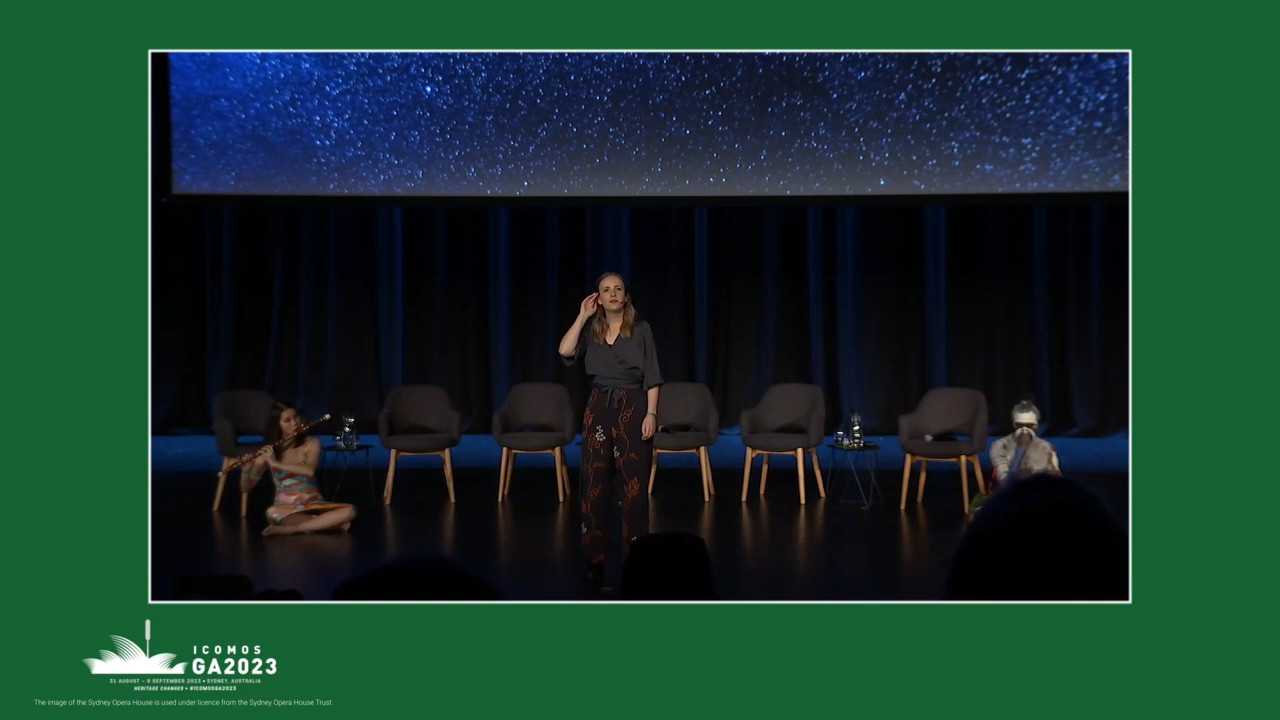 ICOMOS
GA2023
31 AUGUST – 9 SEPTEMBER 2023 • SYDNEY, AUSTRALIA
HERITAGE CHANGES • #ICOMOSGA2023
The image of the Sydney Opera House is used under licence from the Sydney Opera House Trust.